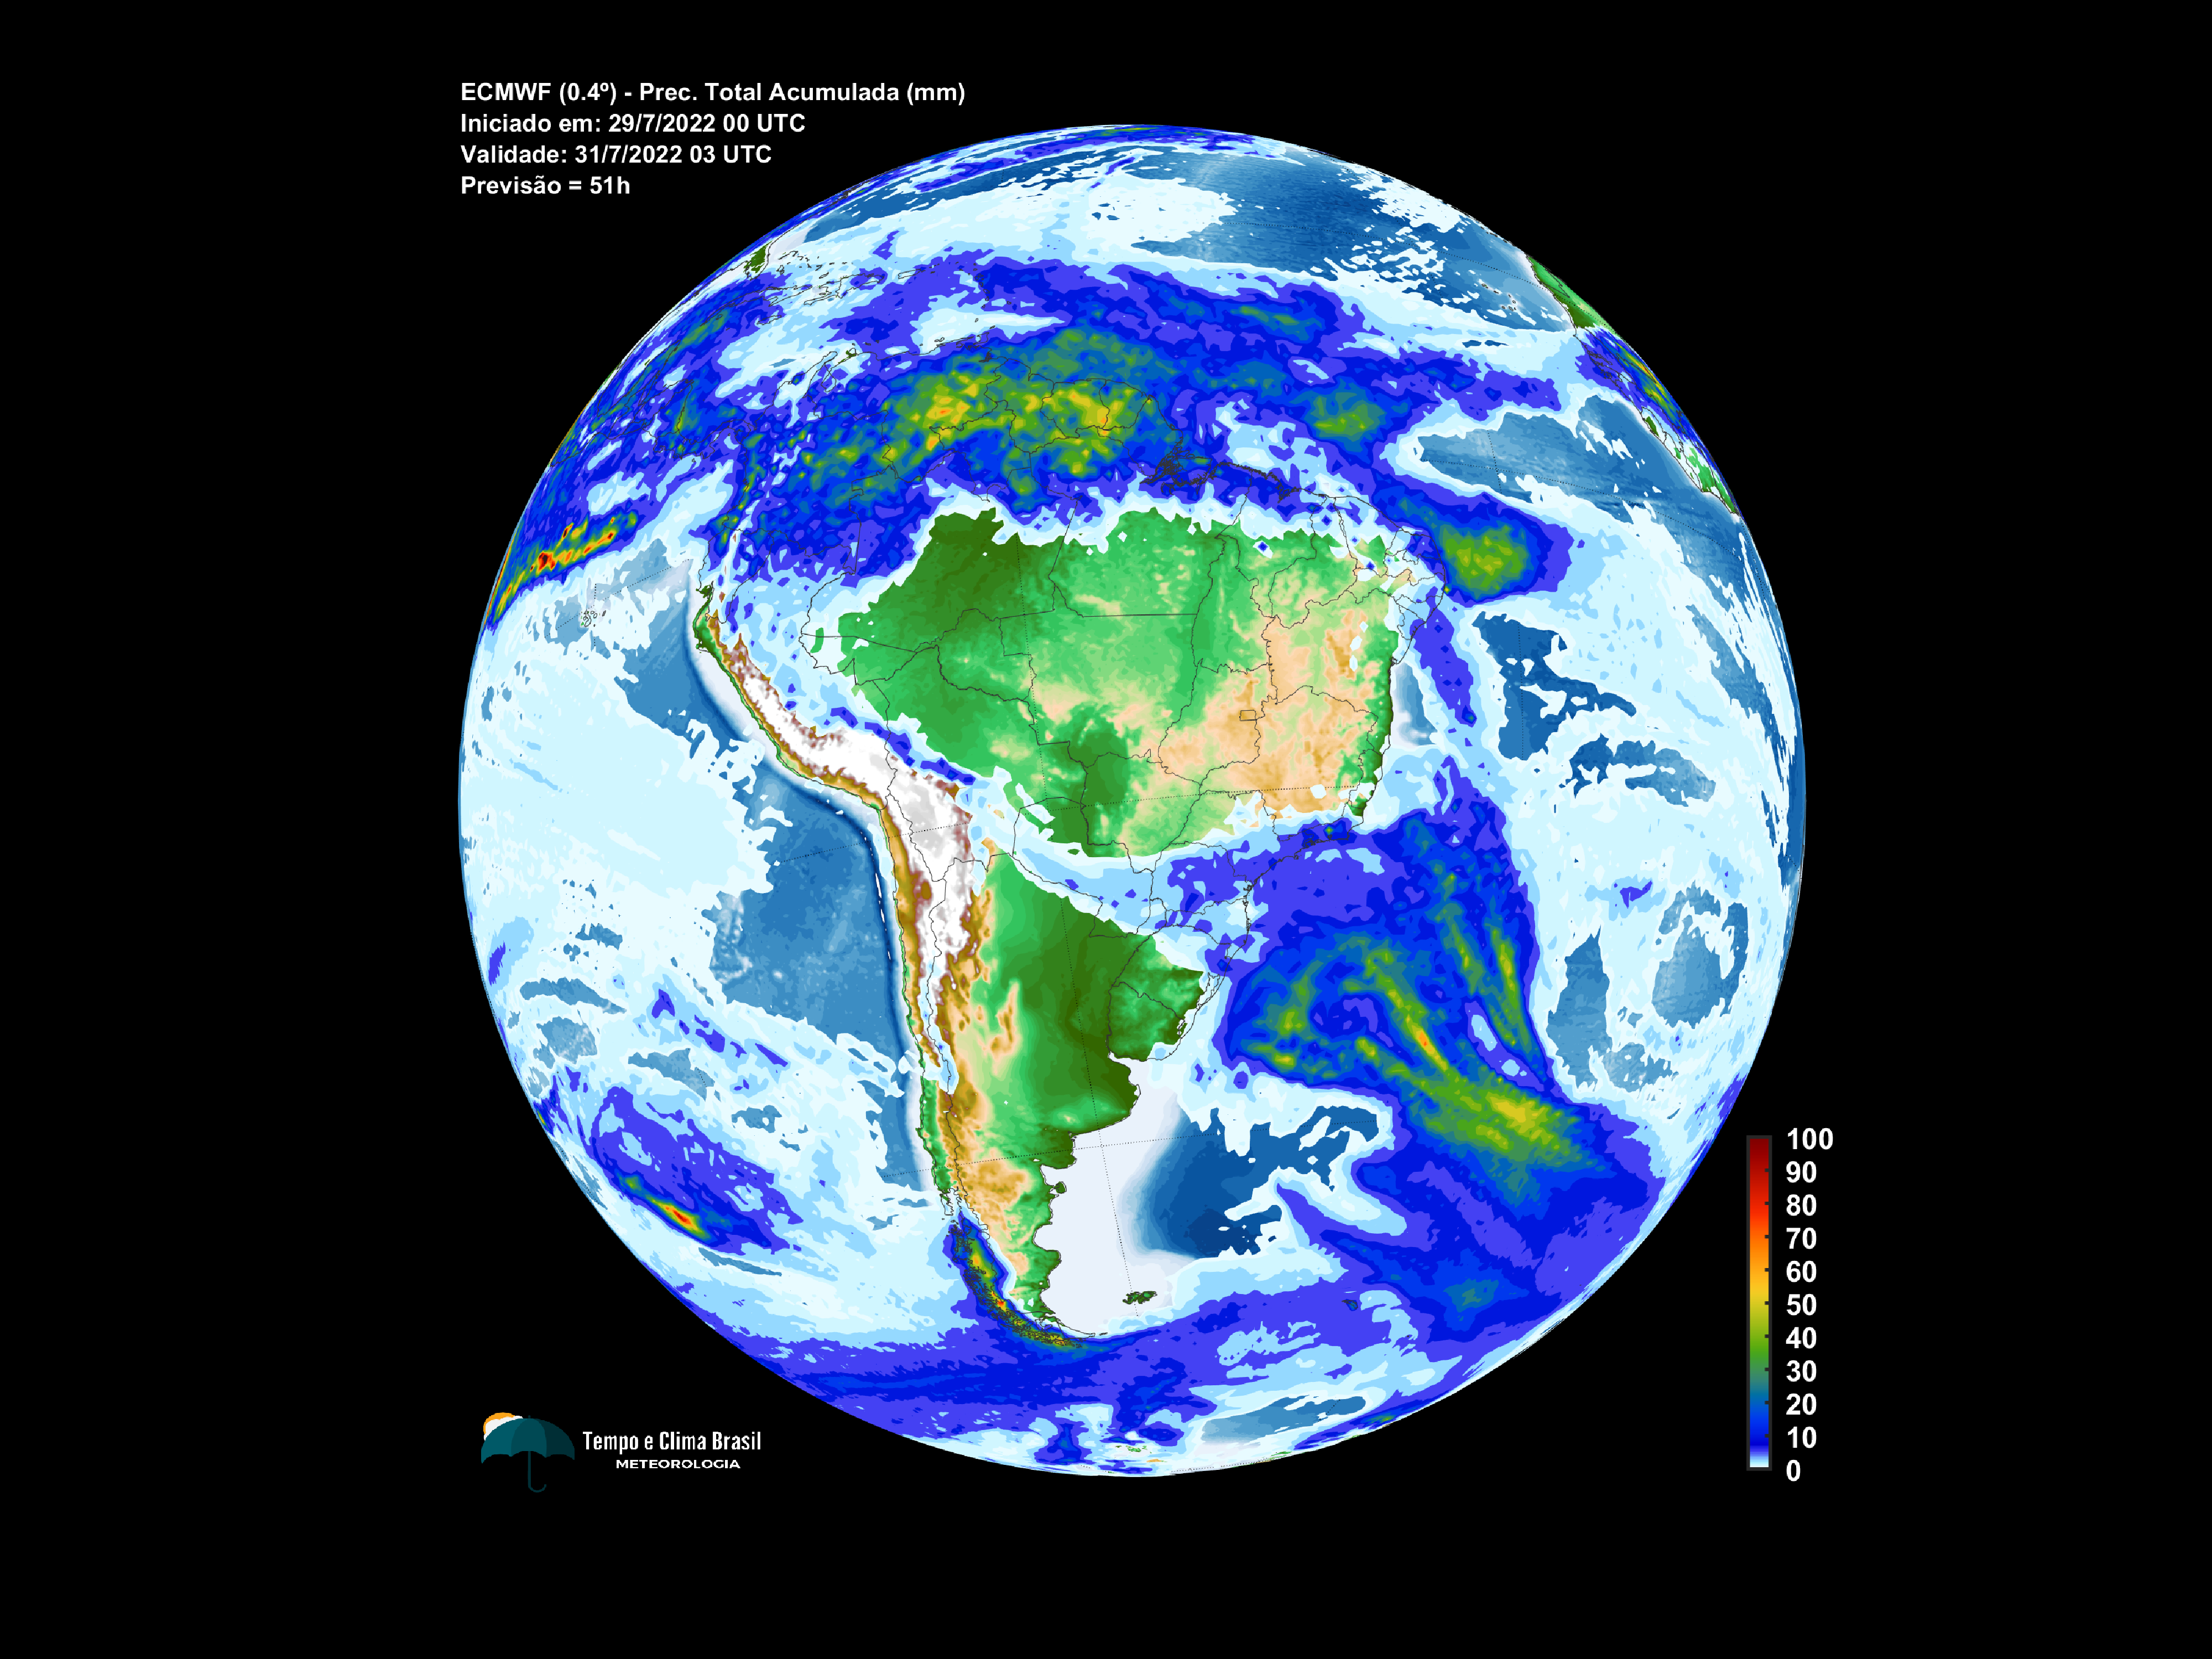 ECMWF (0.4º) - Prec. Total Acumulada (mm)
Iniciado em: 29/7/2022 00 UTC
Validade: 31/7/2022 03 UTC
Previsão = 51h
100
90
80
70
60
50
40
30
20
10
0
Tempo e Clima Brasil
METEOROLOGIA